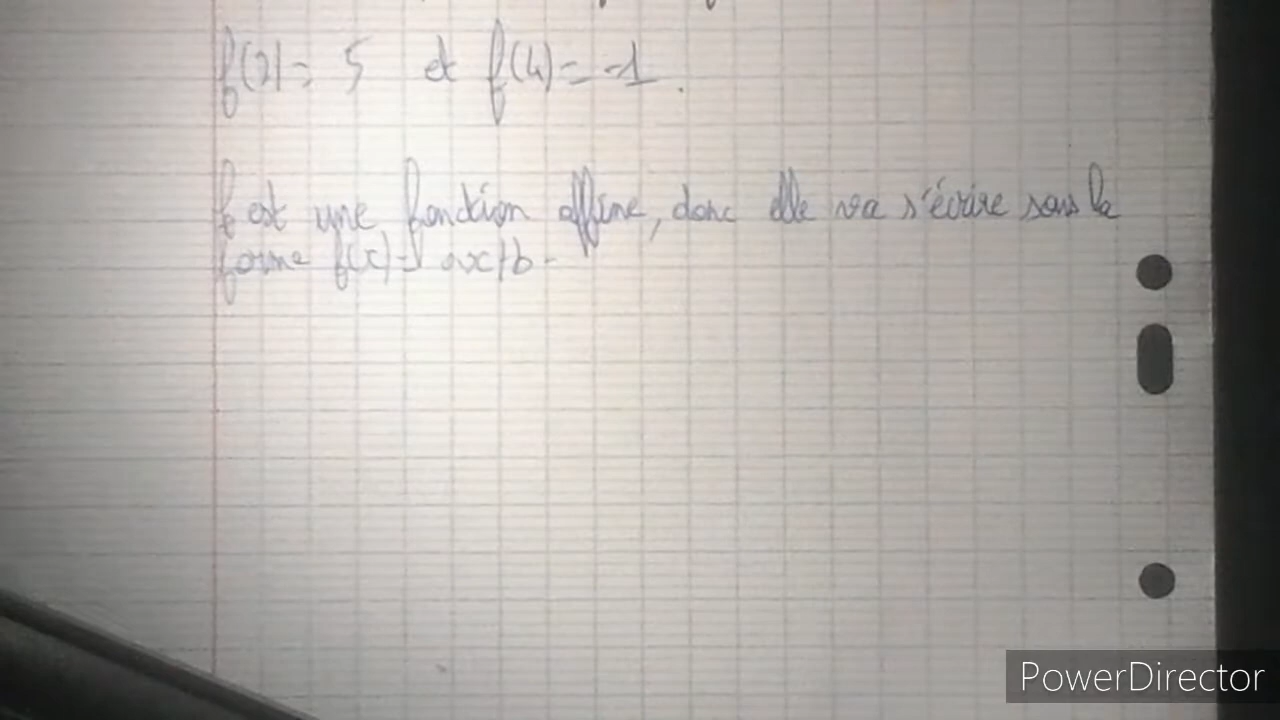 f(2) = 5 et f(4) = -1.
f est une fonction affine, donc elle va s'écrire sous la
forme f(x) = ax+b.
PowerDirector